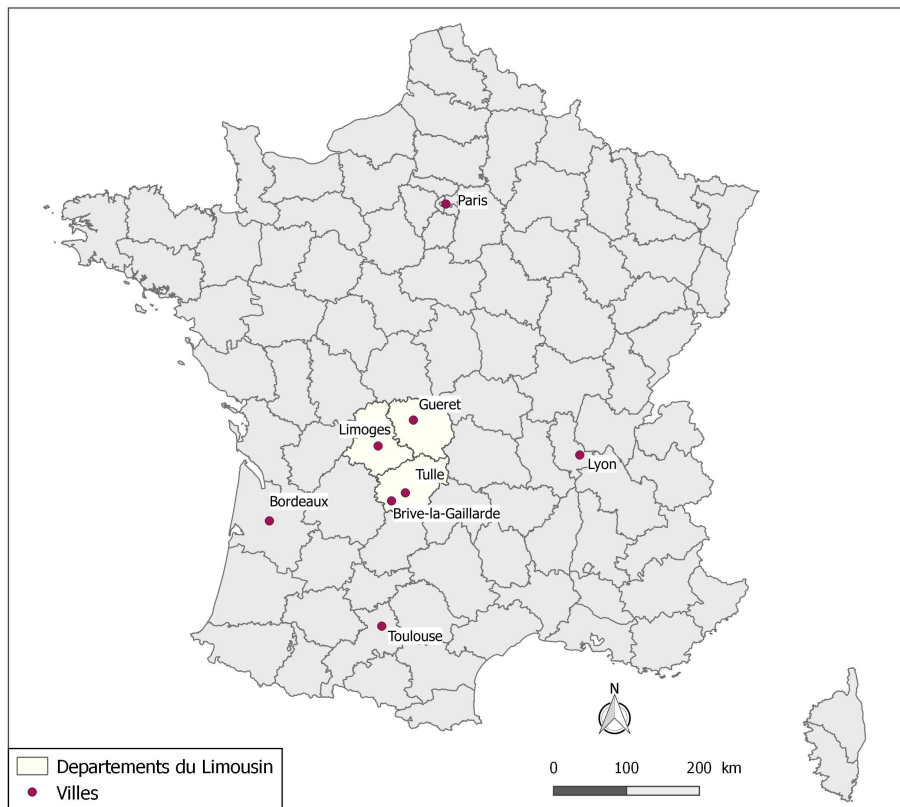 Paris
Gueret
Limoges
Lyon
Tulle
Bordeaux
Brive-la-Gaillarde
Toulouse
N
Departements du Limousin
Villes
0 100 200 km